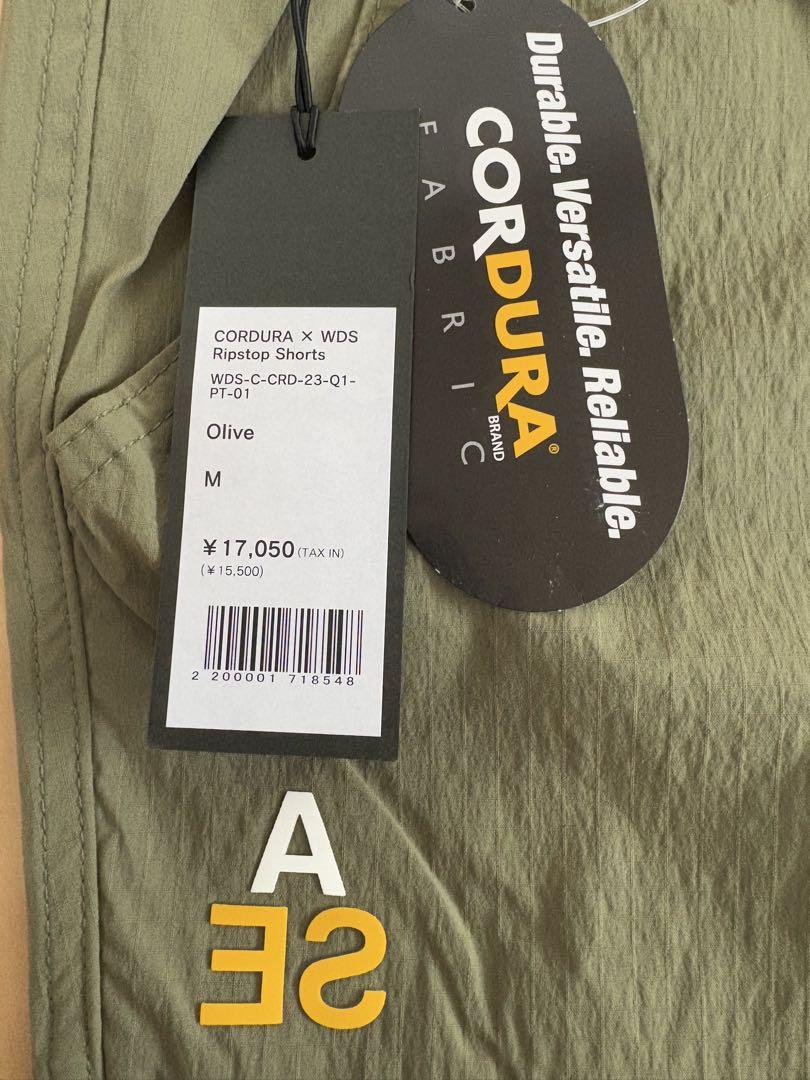 CORDURA × WDS
Ripstop Shorts
WDS-C-CRD-23-Q1-
PT-01
Olive
M
¥17,050 (TAX IN)
(¥15,500)
2 200001 718548
Durable. Versatile. Reliable.
CORDURA®
BRAND
FABRIC
A
SE